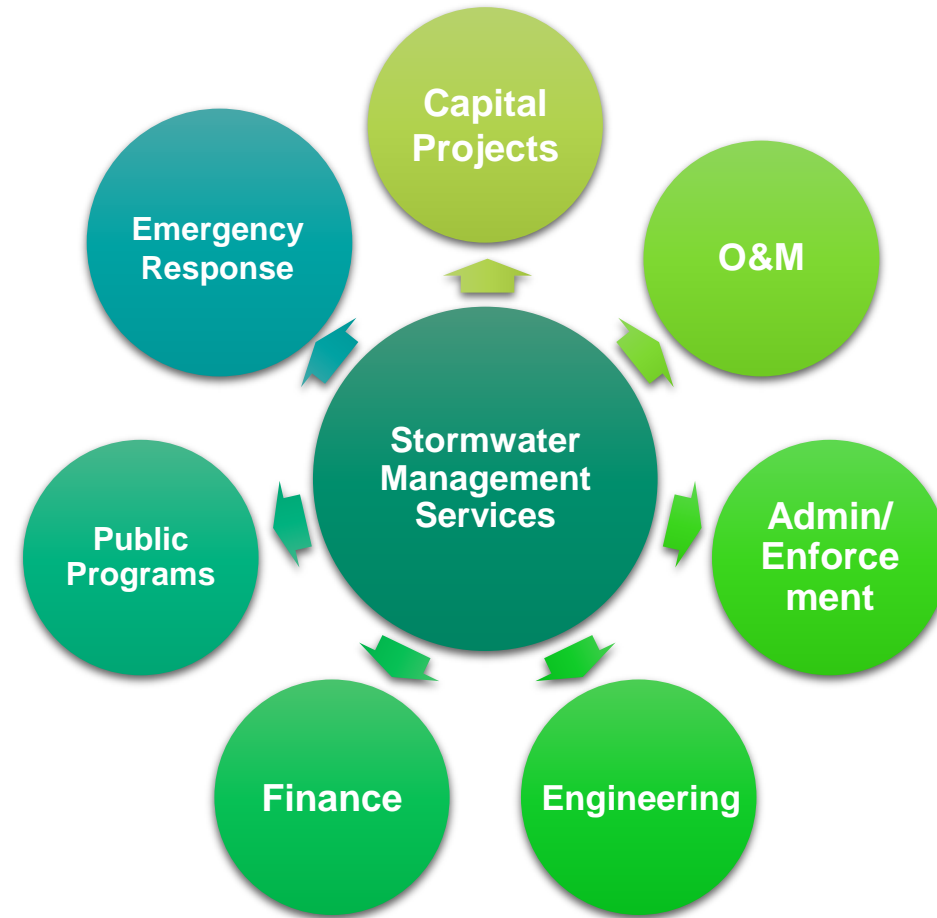 Capital
Projects
O&M
Admin/
Enforce
ment
Engineering
Finance
Public
Programs
Emergency
Response
Stormwater
Management
Services